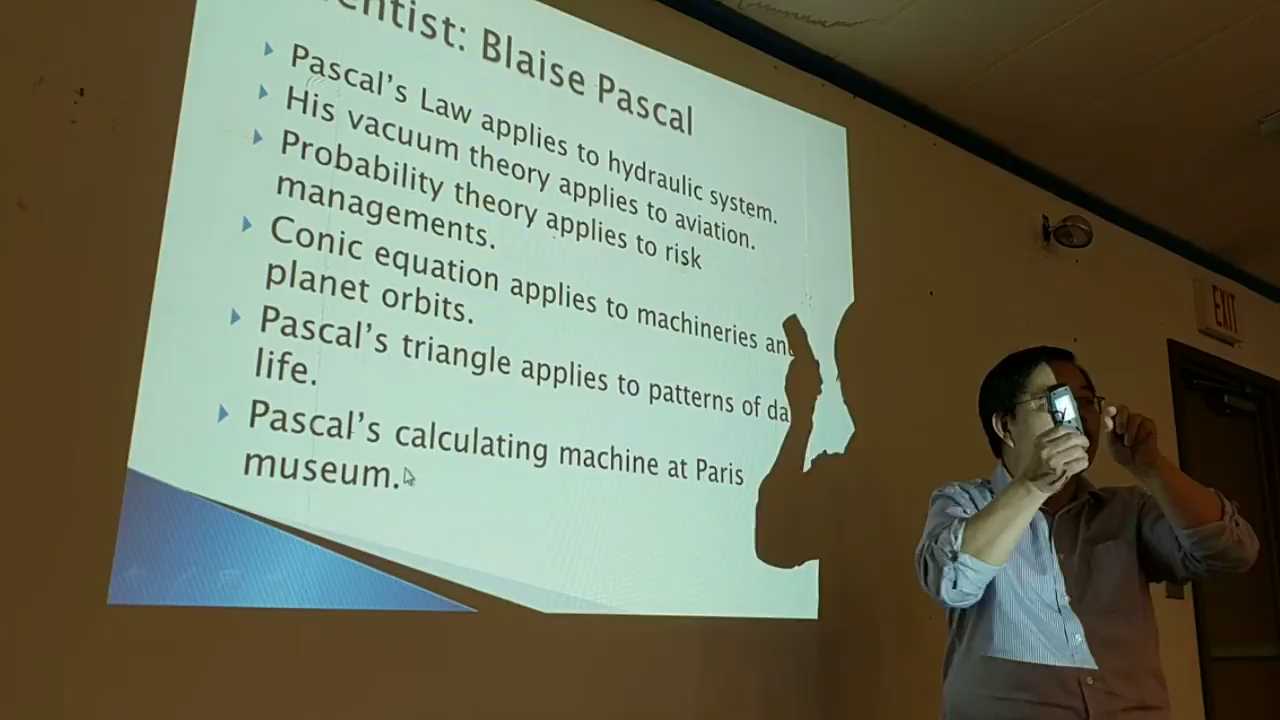 entist: Blaise Pascal
Pascal's Law applies to hydraulic system.
His vacuum theory applies to aviation.
Probability theory applies to risk
managements.
Conic equation applies to machineries an
planet orbits.
Pascal's triangle applies to patterns of da
life.
Pascal's calculating machine at Paris
museum.
EXIT